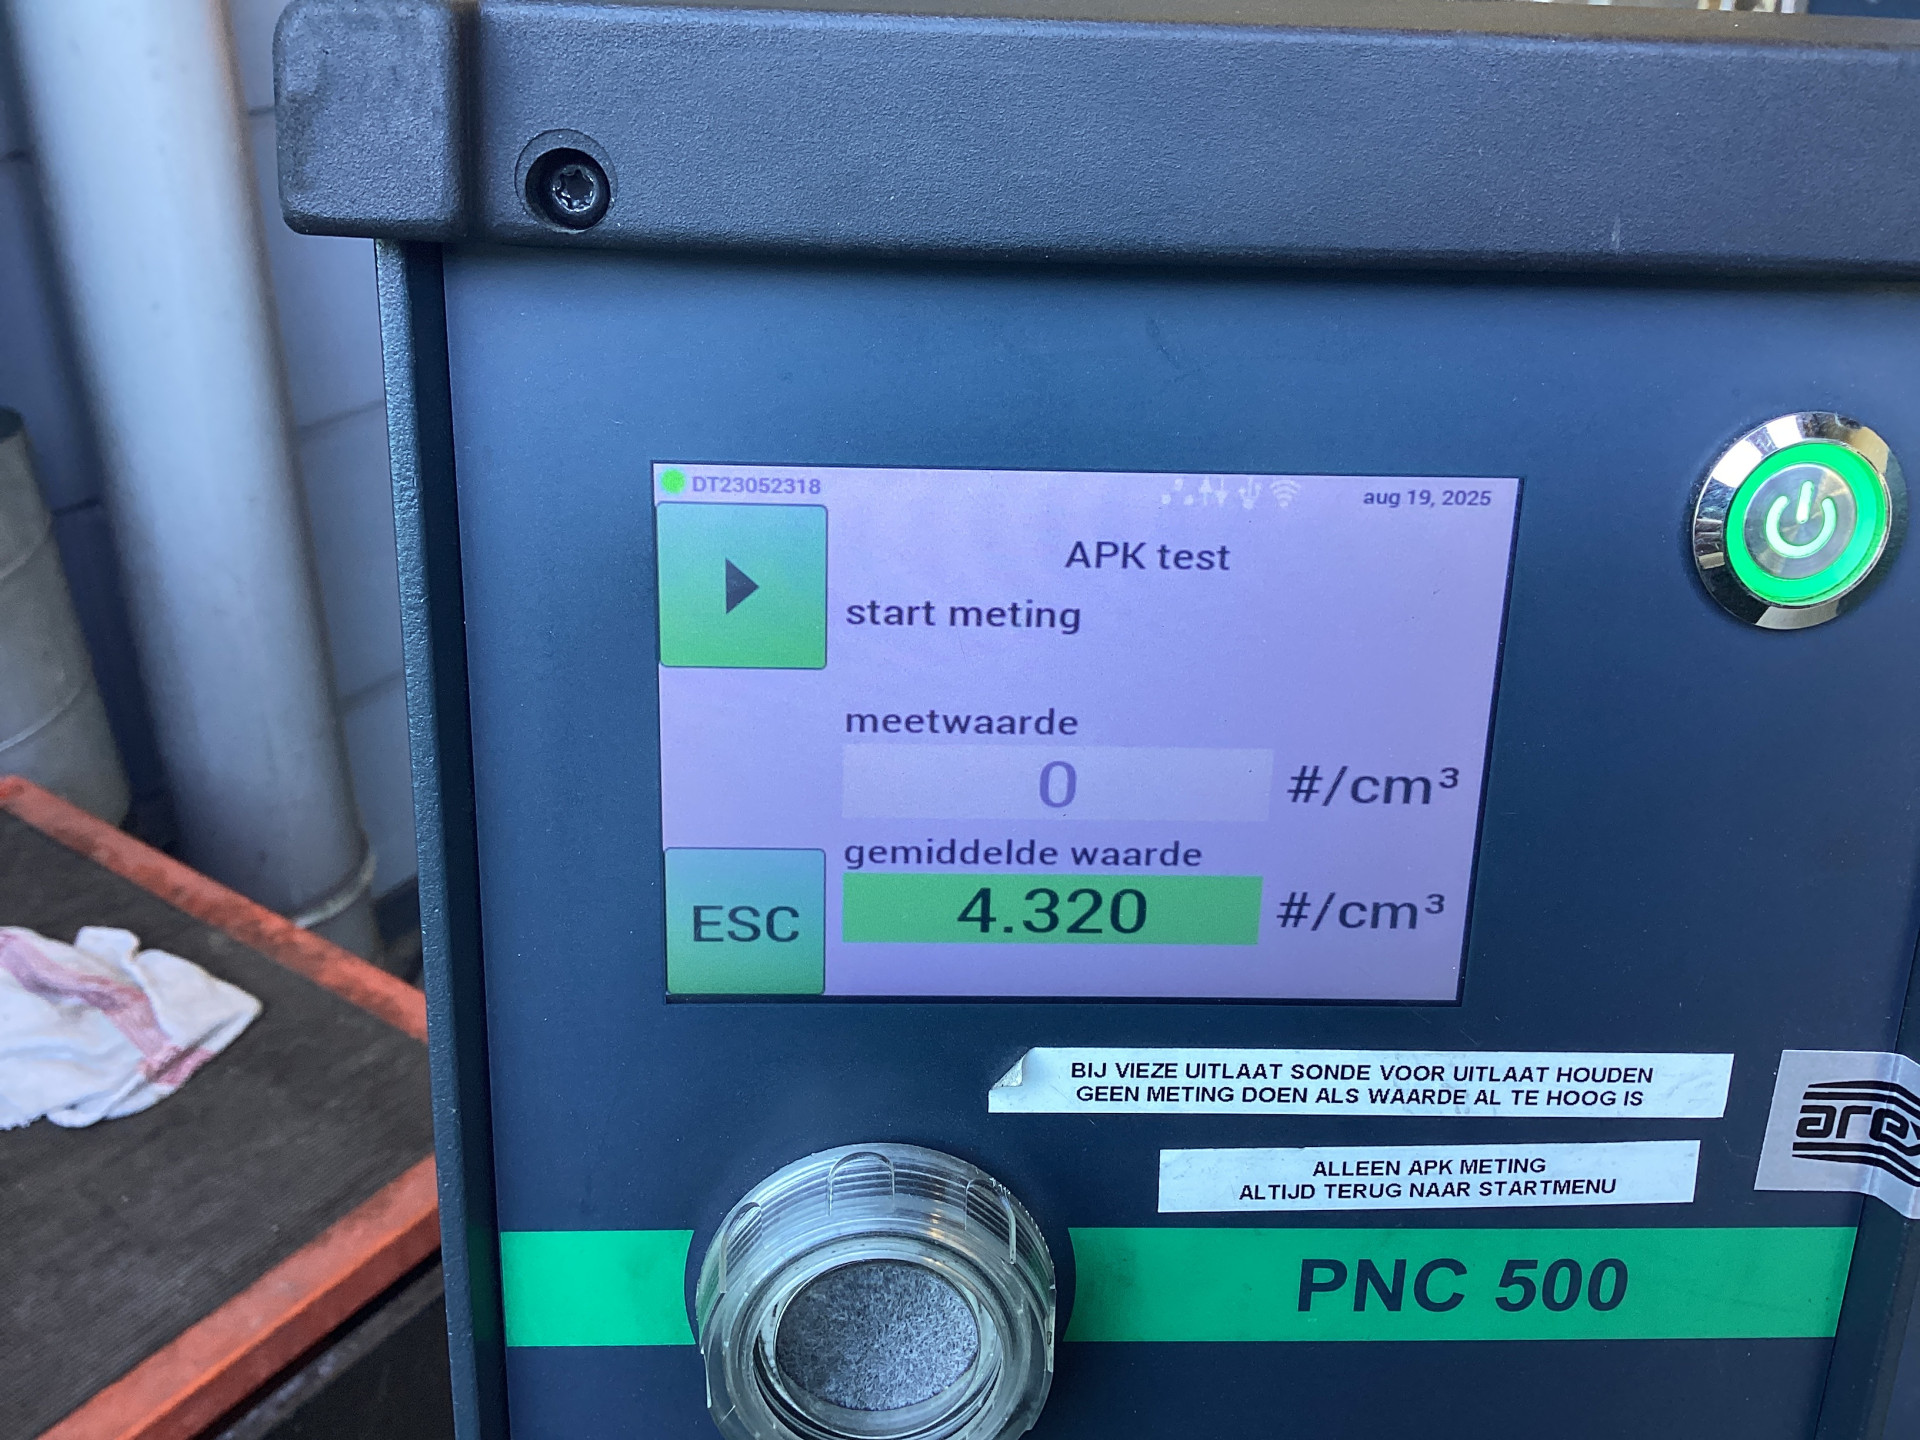 DT23052318
aug 19, 2025
APK test
start meting
meetwaarde
0 #/cm³
gemiddelde waarde
ESC
4.320 #/cm³
BIJ VIEZE UITLAAT SONDE VOOR UITLAAT HOUDEN
GEEN METING DOEN ALS WAARDE AL TE HOOG IS
ALLEEN APK METING
ALTIJD TERUG NAAR STARTMENU
PNC 500